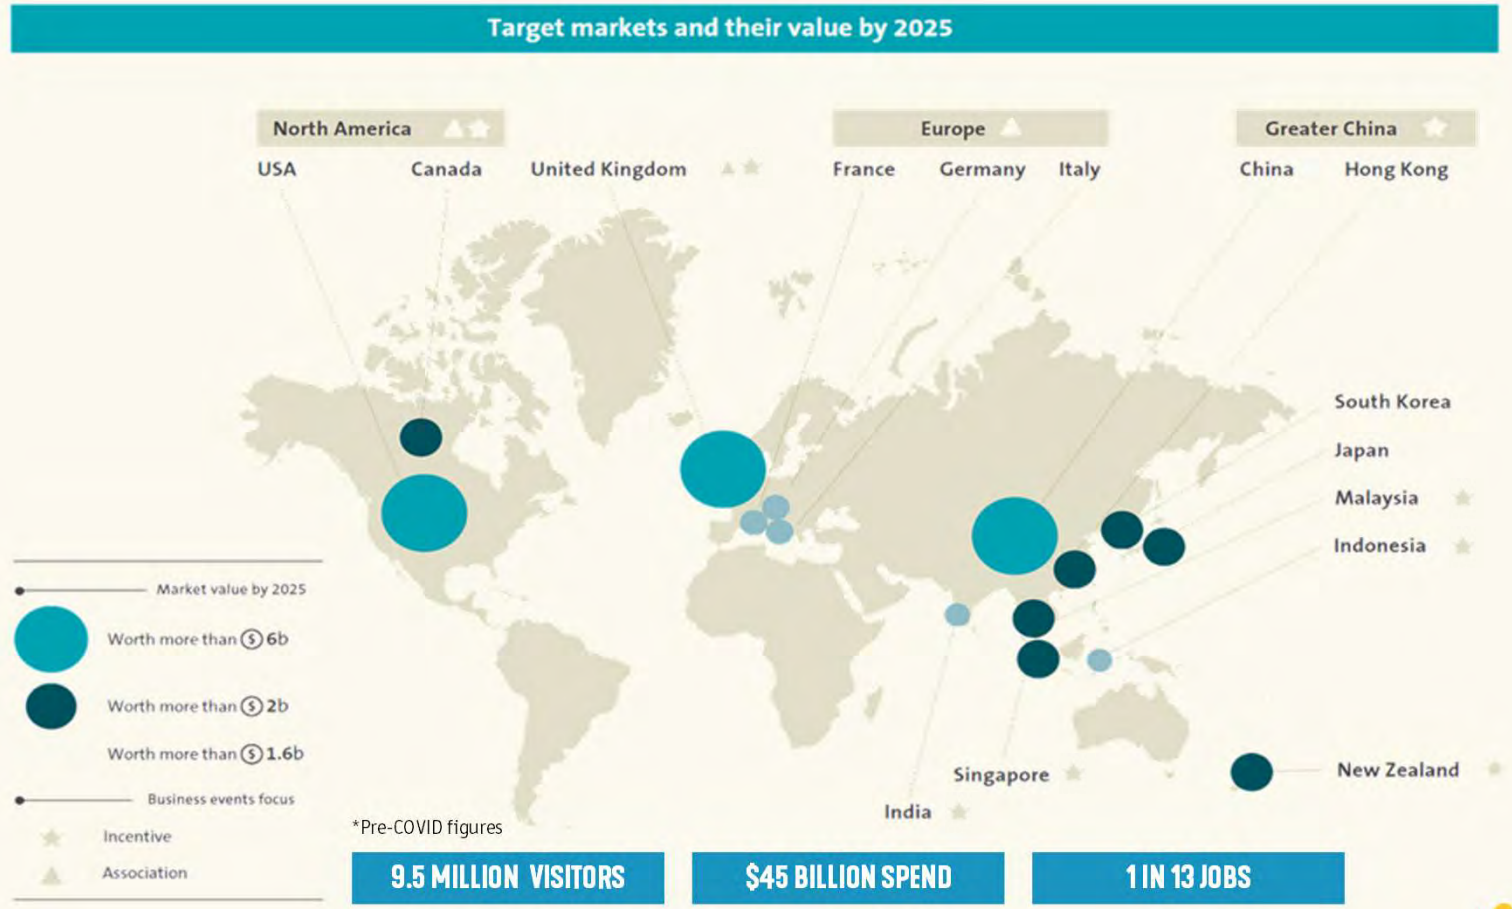 Target markets and their value by 2025
North America
Europe
Greater China
USA
Canada
United Kingdom
France
Germany
Italy
China
Hong Kong
South Korea
Japan
Malaysia
Indonesia
New Zealand
Singapore
India
Market value by 2025
Worth more than $ 6b
Worth more than $ 2b
Worth more than $ 1.6b
Business events focus
Incentive
Association
*Pre-COVID figures
9.5 MILLION VISITORS
$45 BILLION SPEND
1 IN 13 JOBS